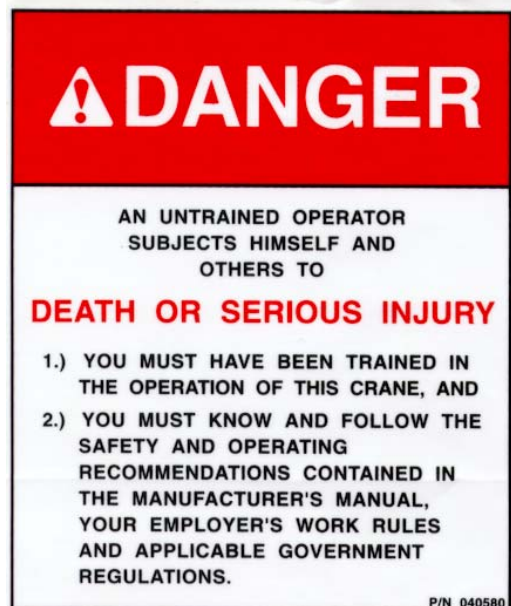 DANGER
AN UNTRAINED OPERATOR
SUBJECTS HIMSELF AND
OTHERS TO
DEATH OR SERIOUS INJURY
1.) YOU MUST HAVE BEEN TRAINED IN
THE OPERATION OF THIS CRANE, AND
2.) YOU MUST KNOW AND FOLLOW THE
SAFETY AND OPERATING
RECOMMENDATIONS CONTAINED IN
THE MANUFACTURER'S MANUAL,
YOUR EMPLOYER'S WORK RULES
AND APPLICABLE GOVERNMENT
REGULATIONS.
P/N 040580